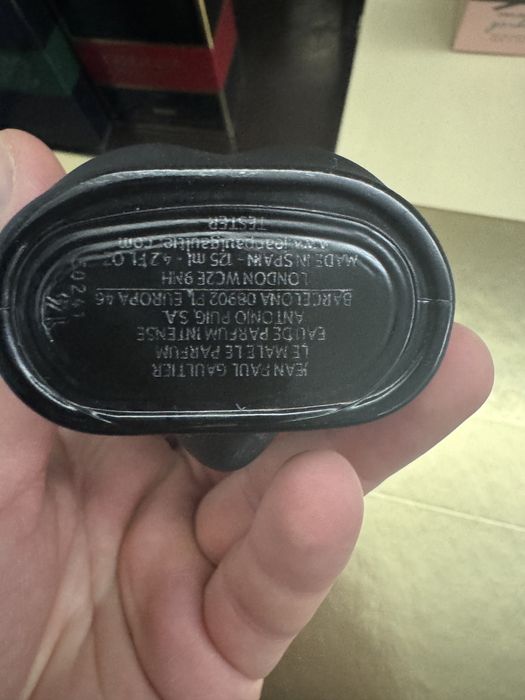 JEAN PAUL GAULTIER
LE MALE LE PARFUM
EAU DE PARFUM INTENSE
ANTONIO PUIG, S.A.
BARCELONA 08902 PL EUROPA 46
LONDON WC2E 9NH
MADE IN SPAIN - 125 ml - 4.2 FL OZ
www.jeanpaulgaultier.com
TESTER